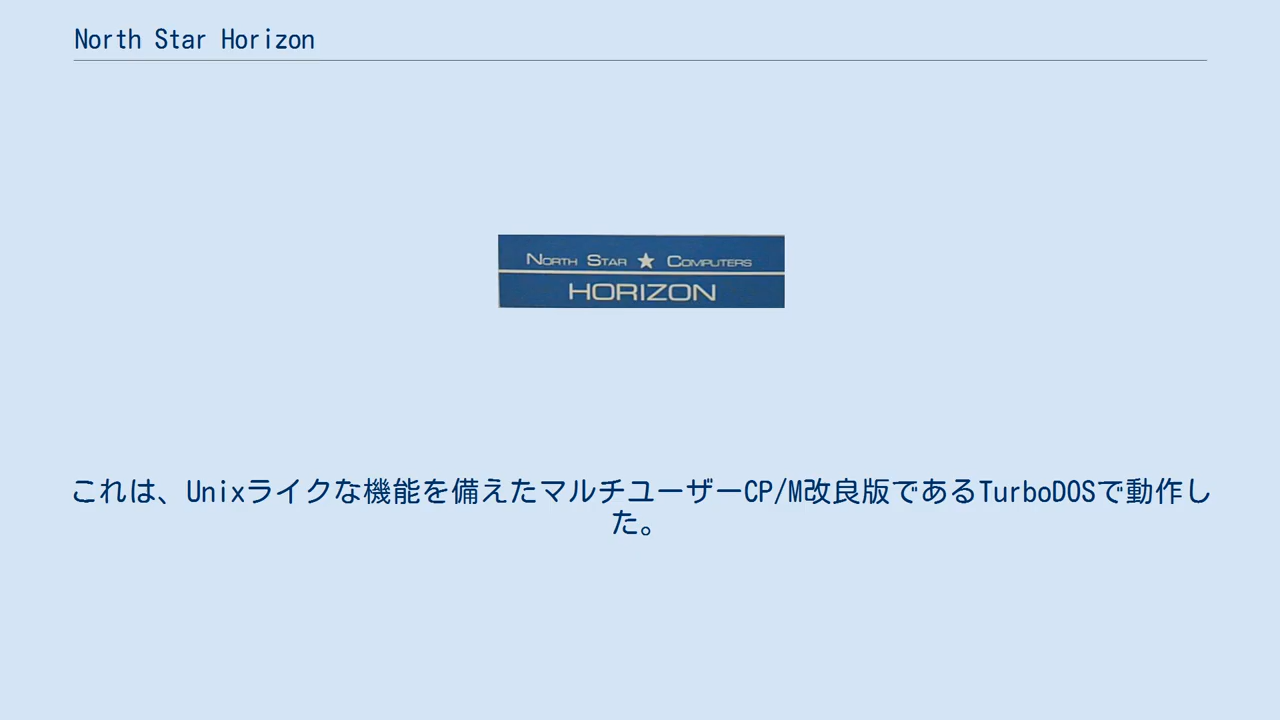 North Star Horizon
North Star ★ Computers
HORIZON
これは、Unixライクな機能を備えたマルチユーザーCP/M改良版であるTurboDOSで動作し
た。